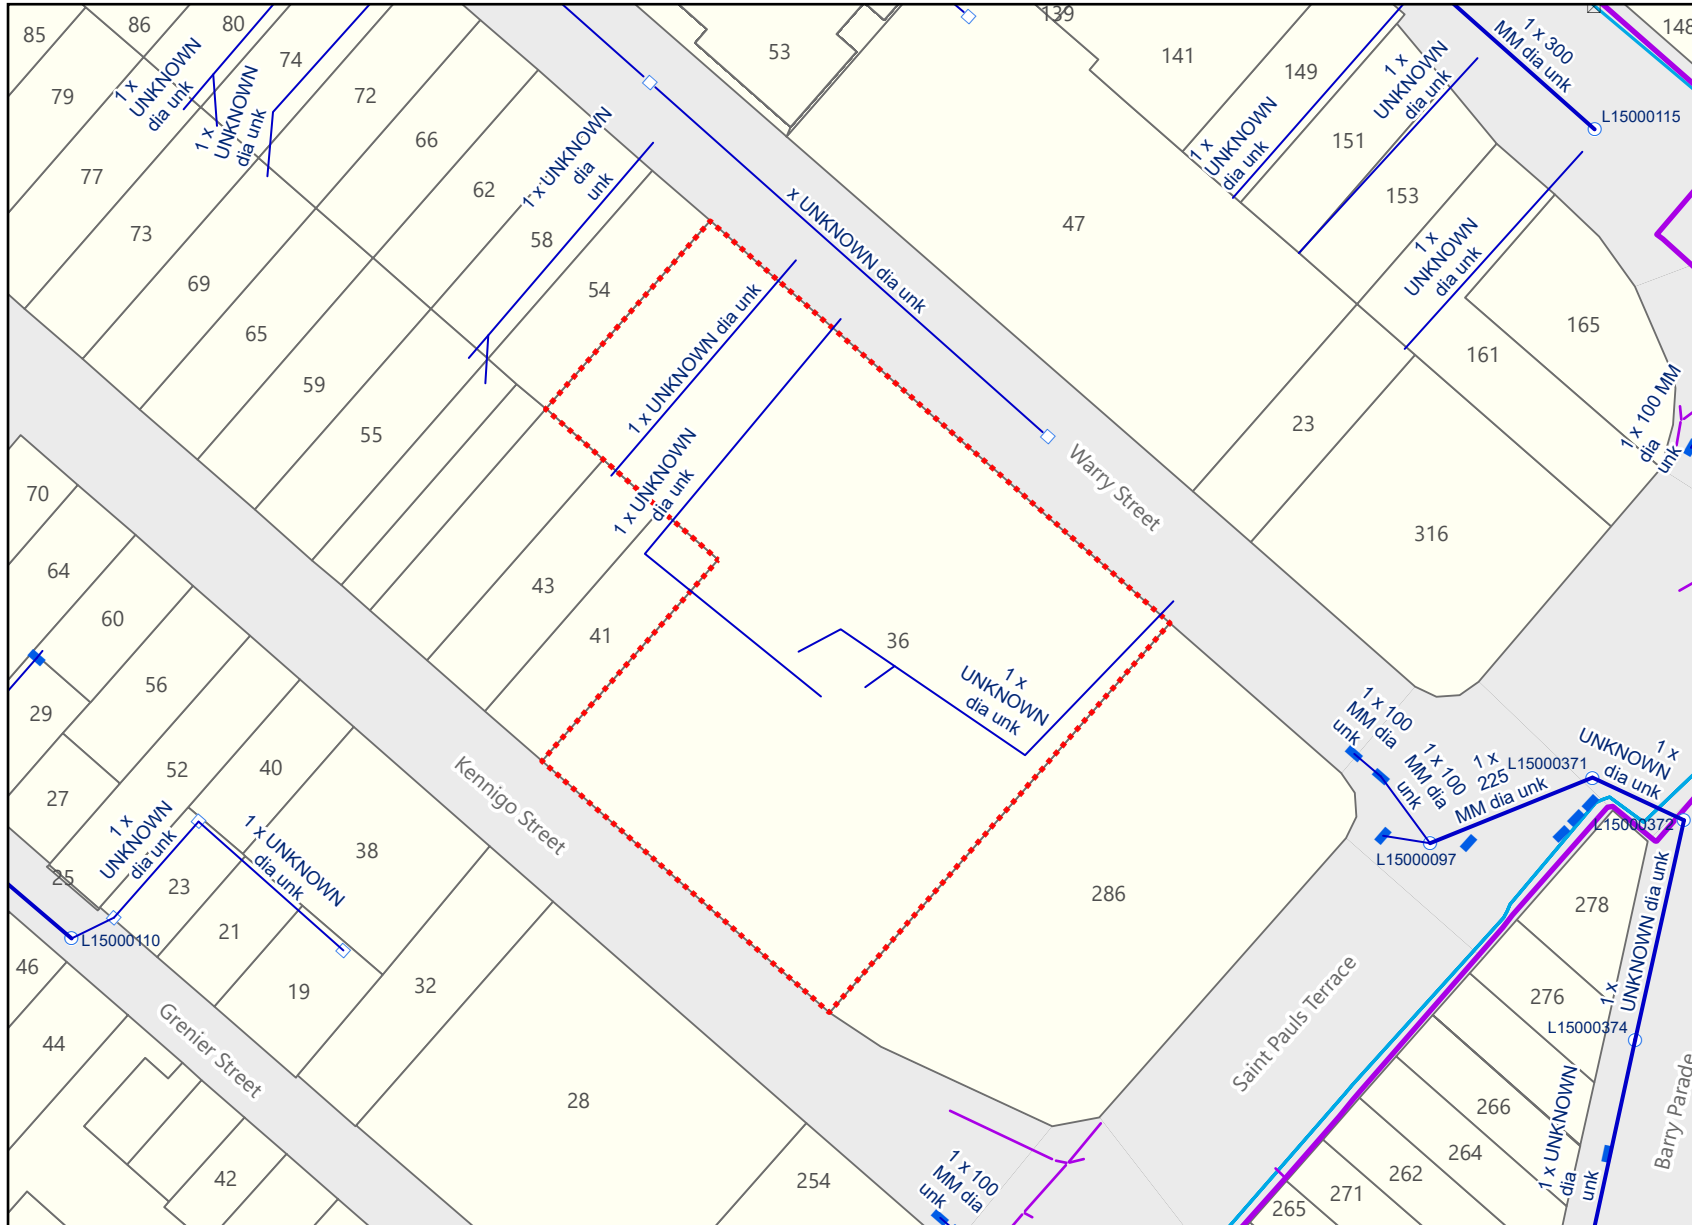 85
86
80
74
79
1 x
UNKNOWN
dia unk
1 x
UNKNOWN
dia unk
72
66
77
73
62
1 x UNKNOWN
dia
unk
58
54
69
65
59
55
53
139
141
149
148
1 x 300
MM dia unk
L15000115
1 x
UNKNOWN
dia unk
151
1 x
UNKNOWN
dia unk
153
47
x UNKNOWN dia unk
1 x
UNKNOWN
dia unk
165
161
1 x UNKNOWN dia unk
1 x UNKNOWN
dia unk
23
1 x 100 MM
dia
unk
Warry Street
316
70
64
60
56
43
41
36
1 x
UNKNOWN
dia unk
29
27
52
40
Kennigo Street
1 x
UNKNOWN
dia unk
1 x UNKNOWN
dia unk
38
25
23
21
19
32
L15000110
46
44
Grenier Street
42
28
254
1 x 100
MM dia
unk
1 x 100
MM dia
unk
1 x 100
MM dia
unk
1 x
225
MM dia unk
L15000371
1 x
UNKNOWN
dia unk
L15000372
L15000097
286
Saint Pauls Terrace
278
1 x
UNKNOWN dia unk
276
L15000374
1 x UNKNOWN
dia
unk
266
264
262
271
265
Barry Parade